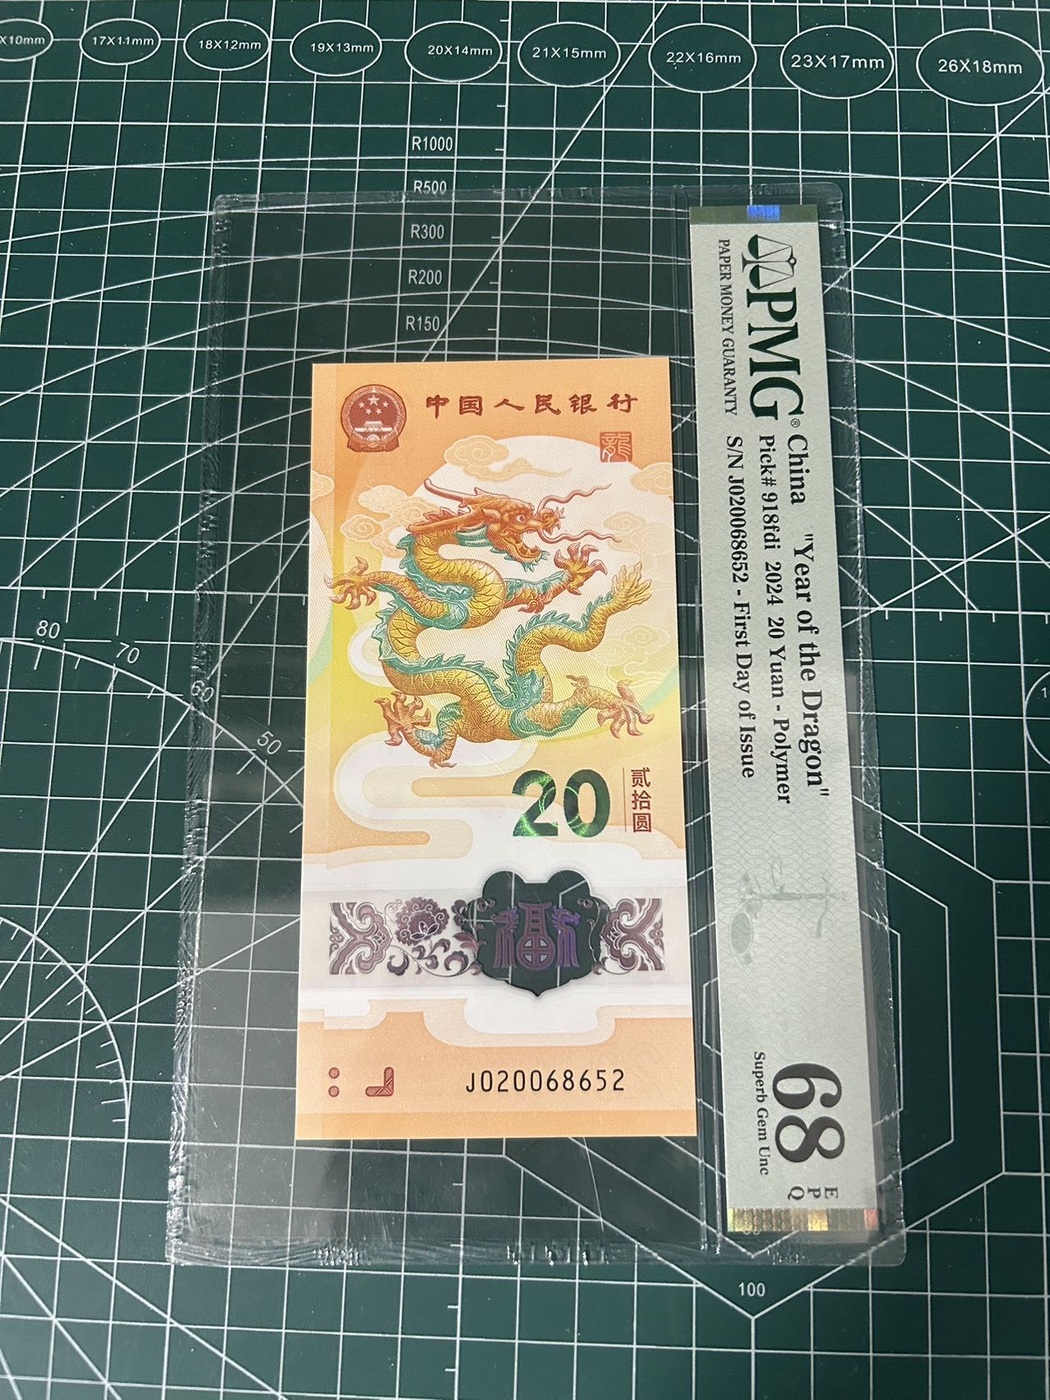 17X11mm
18X12mm
19X13mm
20X14mm
21X15mm
22X16mm
23X17mm
26X18mm
R1000
R500
R300
R200
R150
80
70
60
50
100
中国人民银行
龍
20
贰拾圆
福
J020068652
PMG®
PAPER MONEY GUARANTY
China "Year of the Dragon"
Pick# 918fdi 2024 20 Yuan - Polymer
S/N J020068652 - First Day of Issue
68 EPQ
Superb Gem Unc